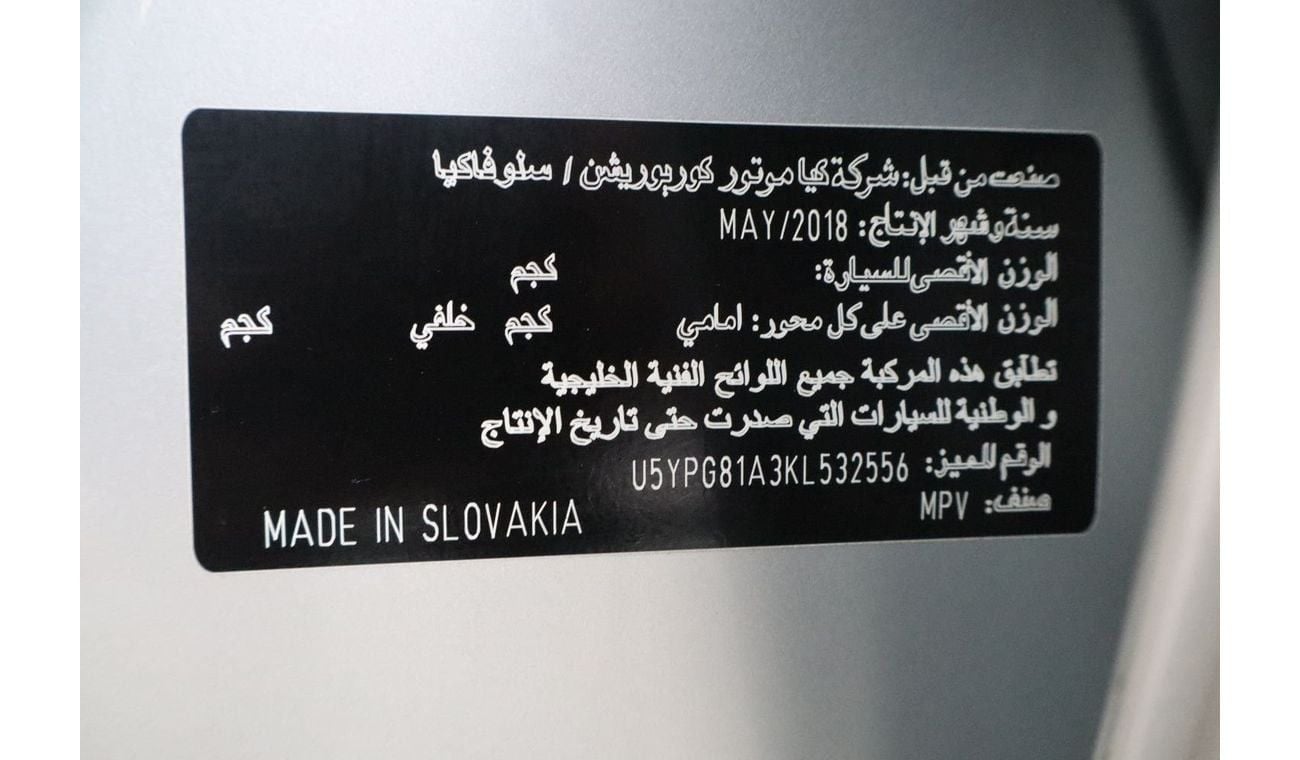 صنعت من قبل: شركة كيا موتور كوربوريشن / سلوفاكيا
سنة وشهر الإنتاج: MAY/2018
الوزن الأقصى للسيارة: كجم
الوزن الأقصى على كل محور: امامي كجم خلفي كجم
تطابق هذه المركبة جميع اللوائح الفنية الخليجية
و الوطنية للسيارات التي صدرت حتى تاريخ الإنتاج
الرقم المميز: U5YPG81A3KL532556
صنف: MPV
MADE IN SLOVAKIA